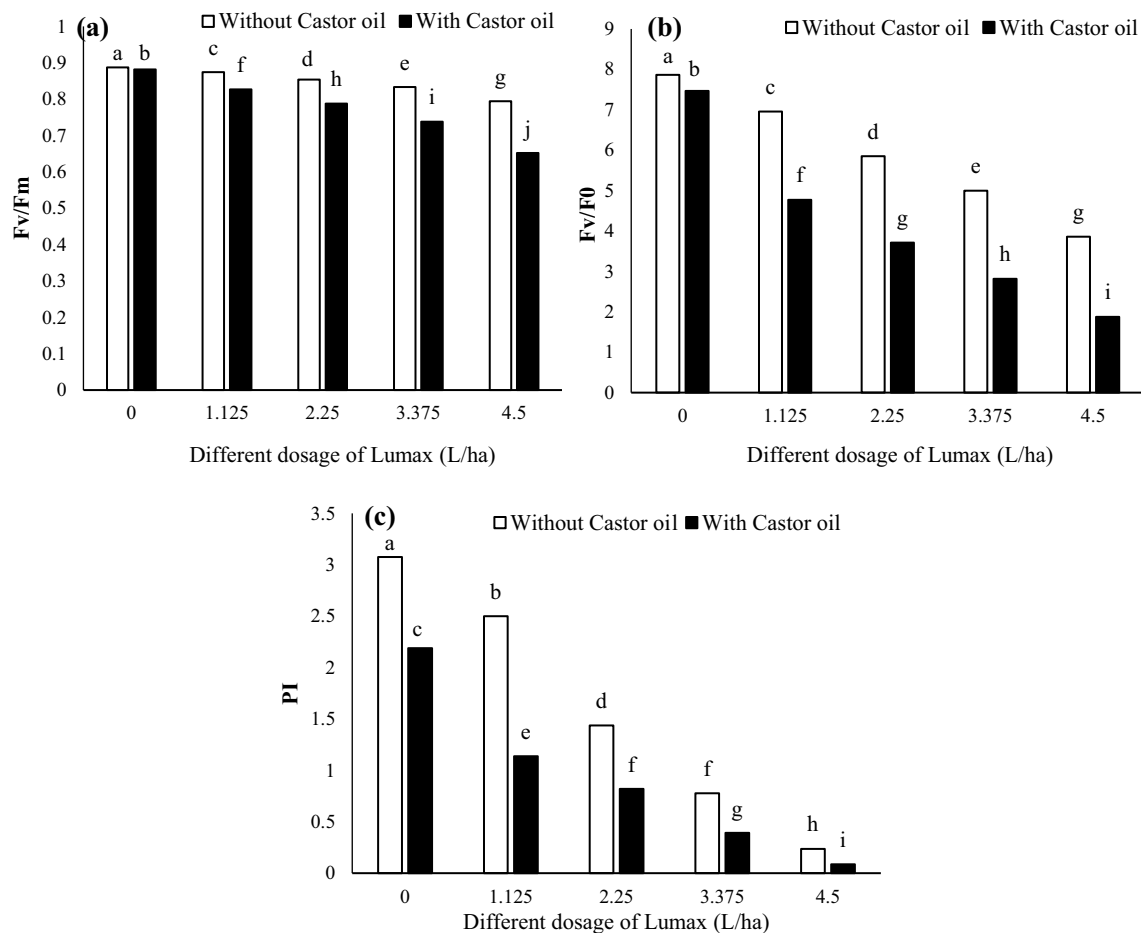 (a)
Without Castor oil With Castor oil
1
0.9
0.8
0.7
0.6
0.5
0.4
0.3
0.2
0.1
0
Fv/Fm
a b c f d h e i g j
0 1.125 2.25 3.375 4.5
Different dosage of Lumax (L/ha)
(b)
Without Castor oil With Castor oil
9
8
7
6
5
4
3
2
1
0
Fv/F0
a b c f d g e h g i
0 1.125 2.25 3.375 4.5
Different dosage of Lumax (L/ha)
(c)
Without Castor oil With Castor oil
3.5
3
2.5
2
1.5
1
0.5
0
PI
a c b e d f f g h i
0 1.125 2.25 3.375 4.5
Different dosage of Lumax (L/ha)